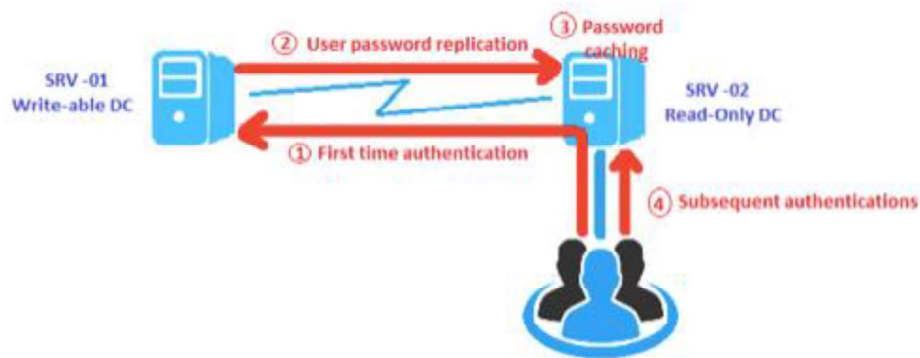 ③ Password
caching
② User password replication
SRV -01
Write-able DC
SRV -02
Read-Only DC
① First time authentication
④ Subsequent authentications